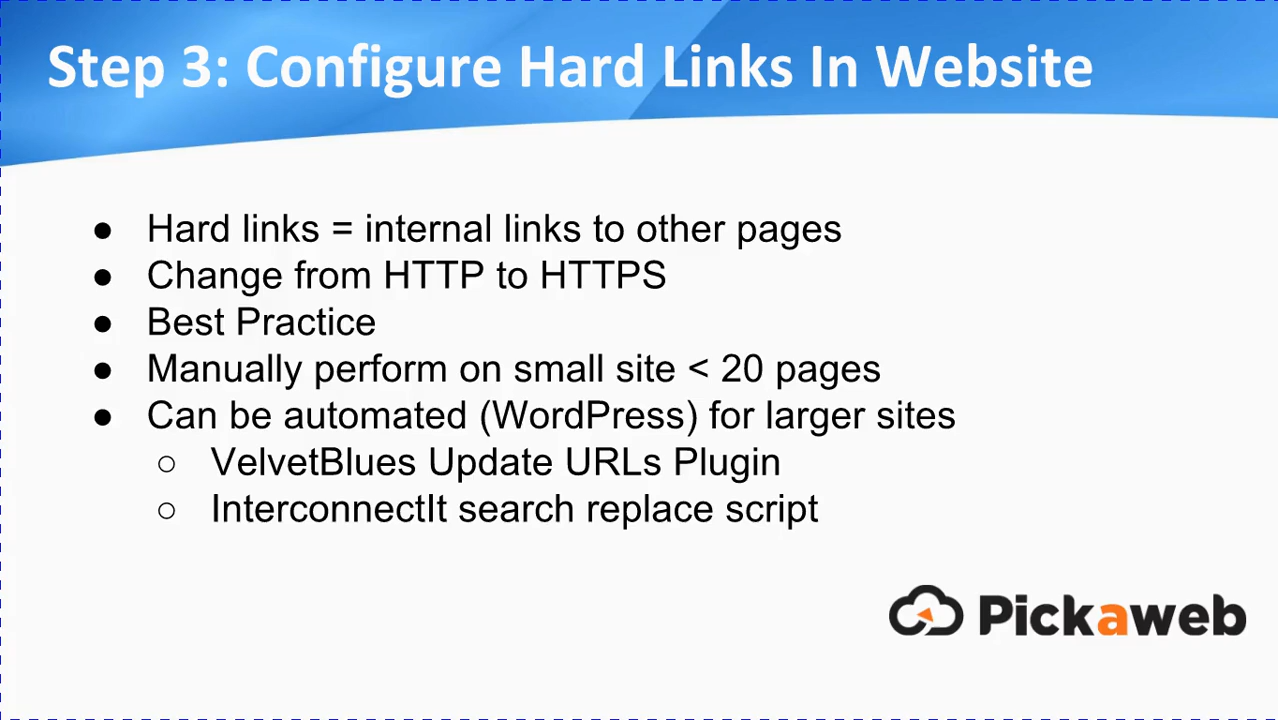 Step 3: Configure Hard Links In Website
● Hard links = internal links to other pages
● Change from HTTP to HTTPS
● Best Practice
● Manually perform on small site < 20 pages
● Can be automated (WordPress) for larger sites
○ VelvetBlues Update URLs Plugin
○ InterconnectIt search replace script
Pickaweb